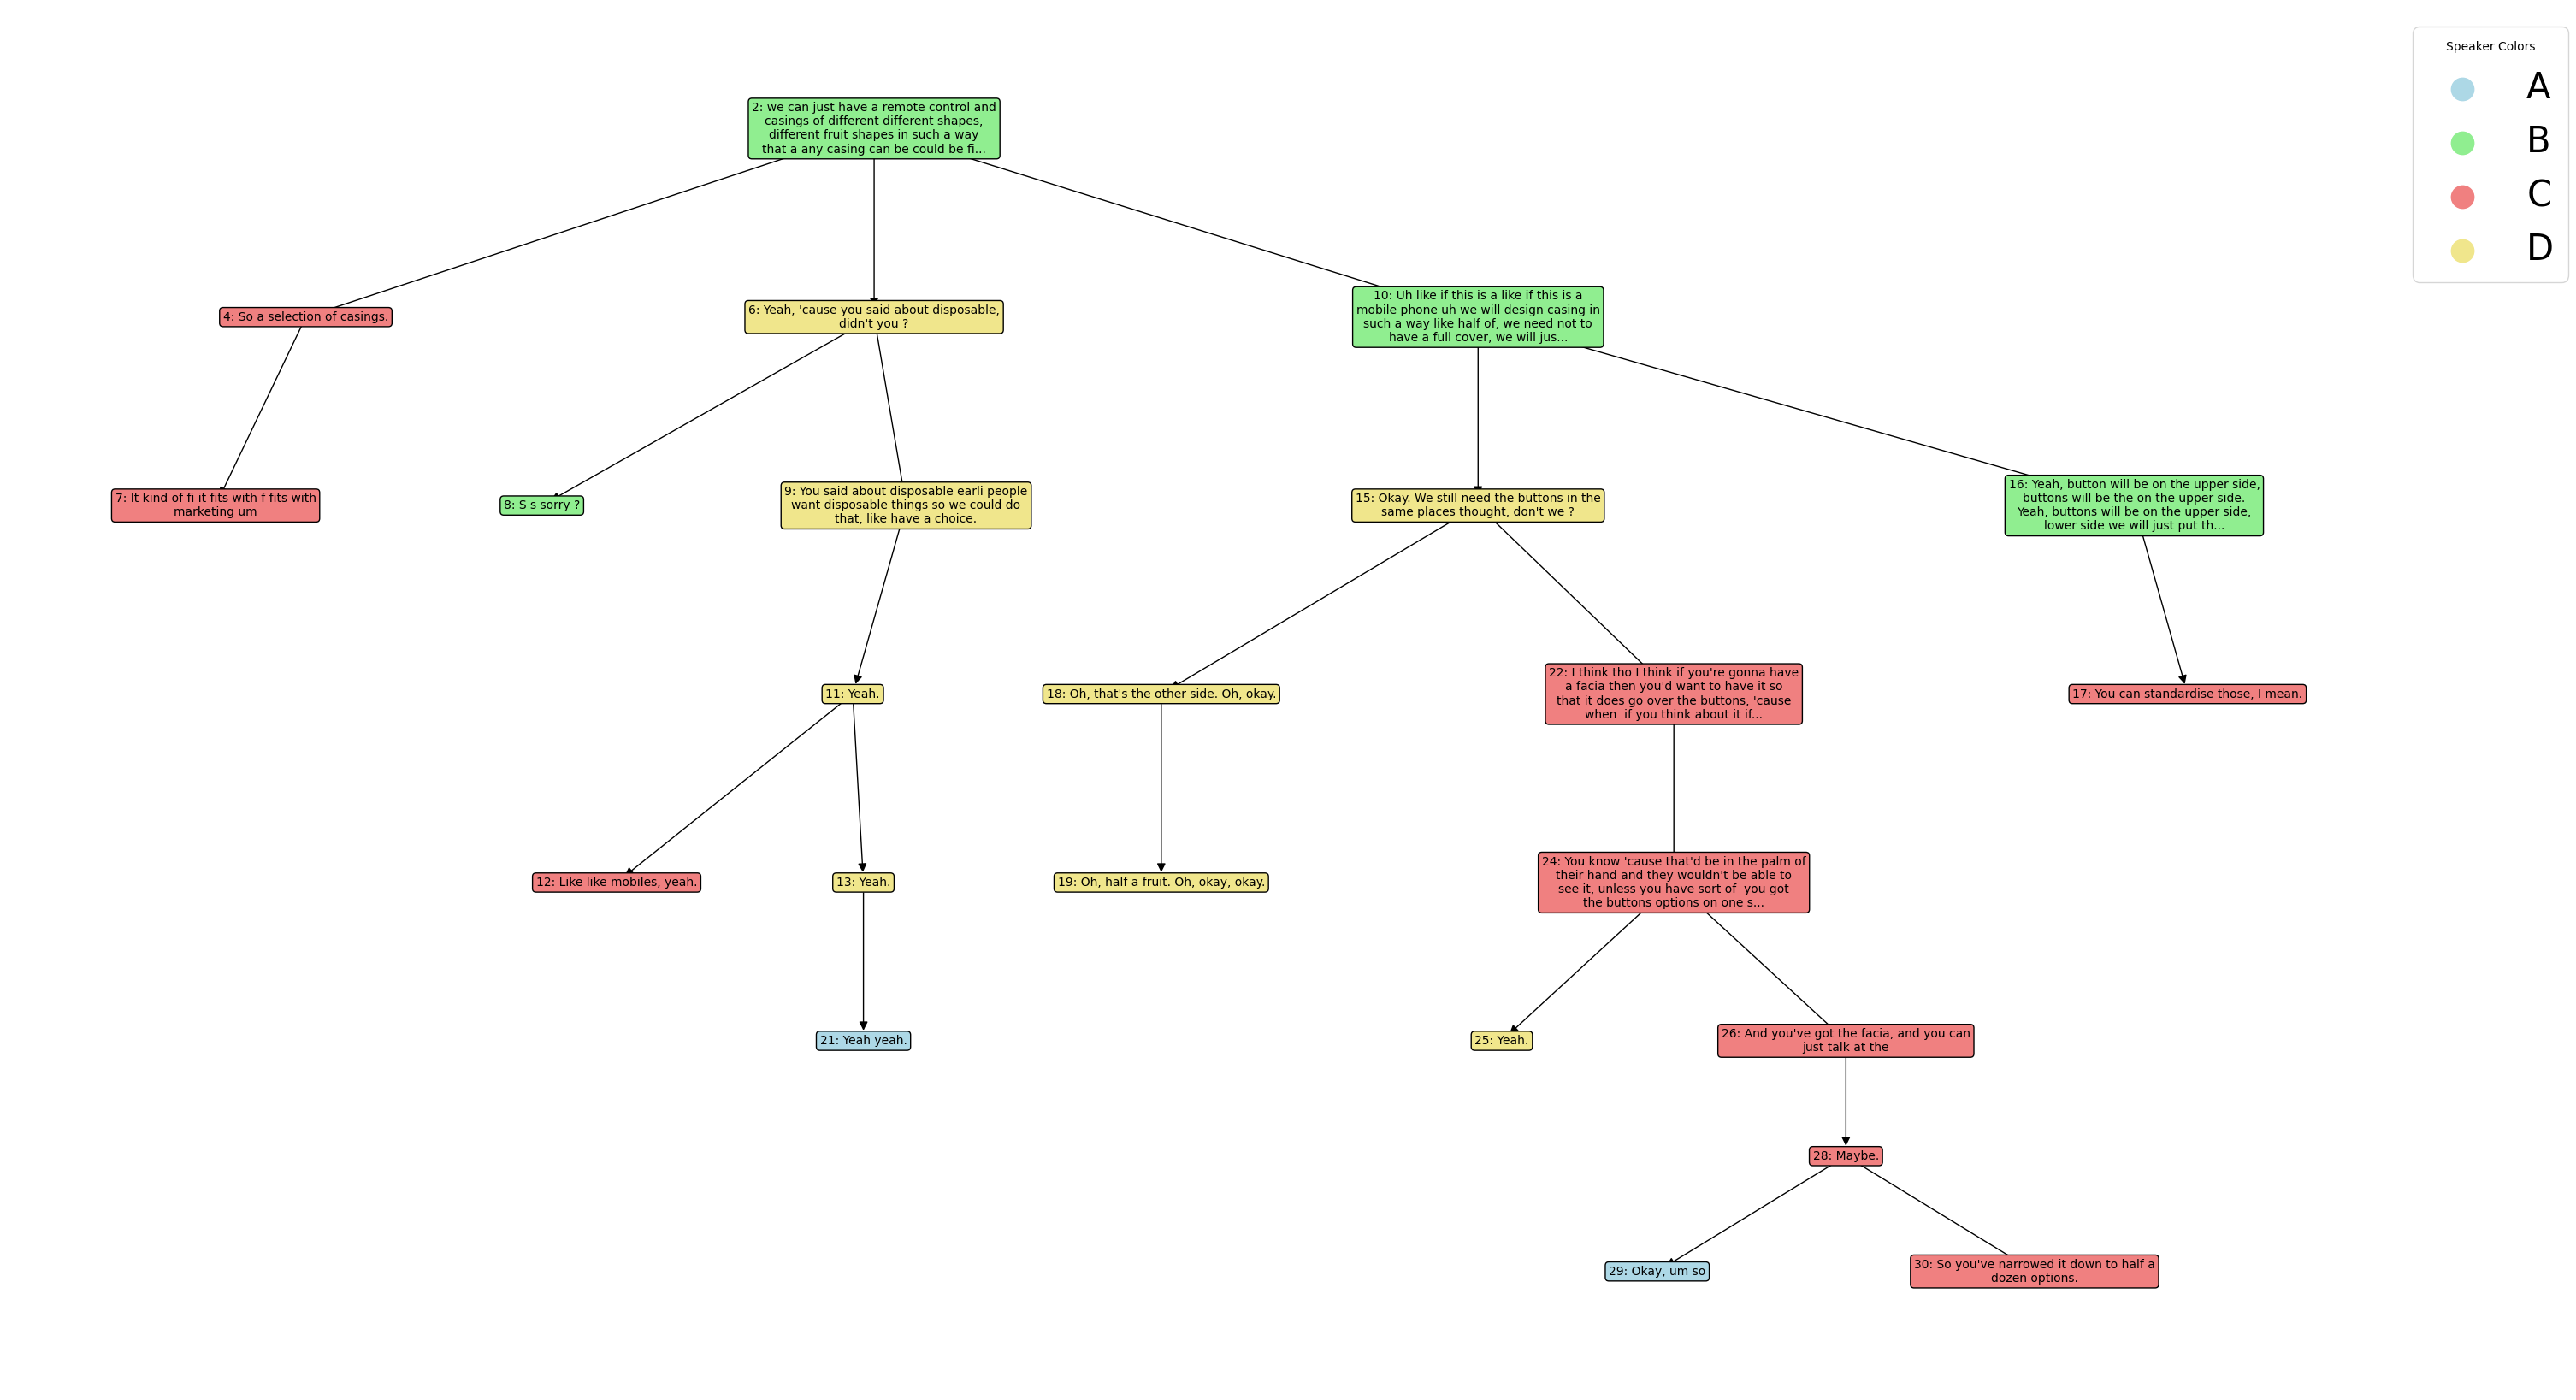 Speaker Colors
A
B
C
D
2: we can just have a remote control and
casings of different different shapes,
different fruit shapes in such a way
that a any casing can be could be fi...
4: So a selection of casings.
6: Yeah, 'cause you said about disposable,
didn't you ?
10: Uh like if this is a like if this is a
mobile phone uh we will design casing in
such a way like half of, we need not to
have a full cover, we will jus...
7: It kind of fi it fits with f fits with
marketing um
8: S s sorry ?
9: You said about disposable earli people
want disposable things so we could do
that, like have a choice.
15: Okay. We still need the buttons in the
same places thought, don't we ?
16: Yeah, button will be on the upper side,
buttons will be the on the upper side.
Yeah, buttons will be on the upper side,
lower side we will just put th...
11: Yeah.
18: Oh, that's the other side. Oh, okay.
22: I think tho I think if you're gonna have
a facia then you'd want to have it so
that it does go over the buttons, 'cause
when  if you think about it if...
17: You can standardise those, I mean.
12: Like like mobiles, yeah.
13: Yeah.
19: Oh, half a fruit. Oh, okay, okay.
24: You know 'cause that'd be in the palm of
their hand and they wouldn't be able to
see it, unless you have sort of  you got
the buttons options on one s...
21: Yeah yeah.
25: Yeah.
26: And you've got the facia, and you can
just talk at the
28: Maybe.
29: Okay, um so
30: So you've narrowed it down to half a
dozen options.